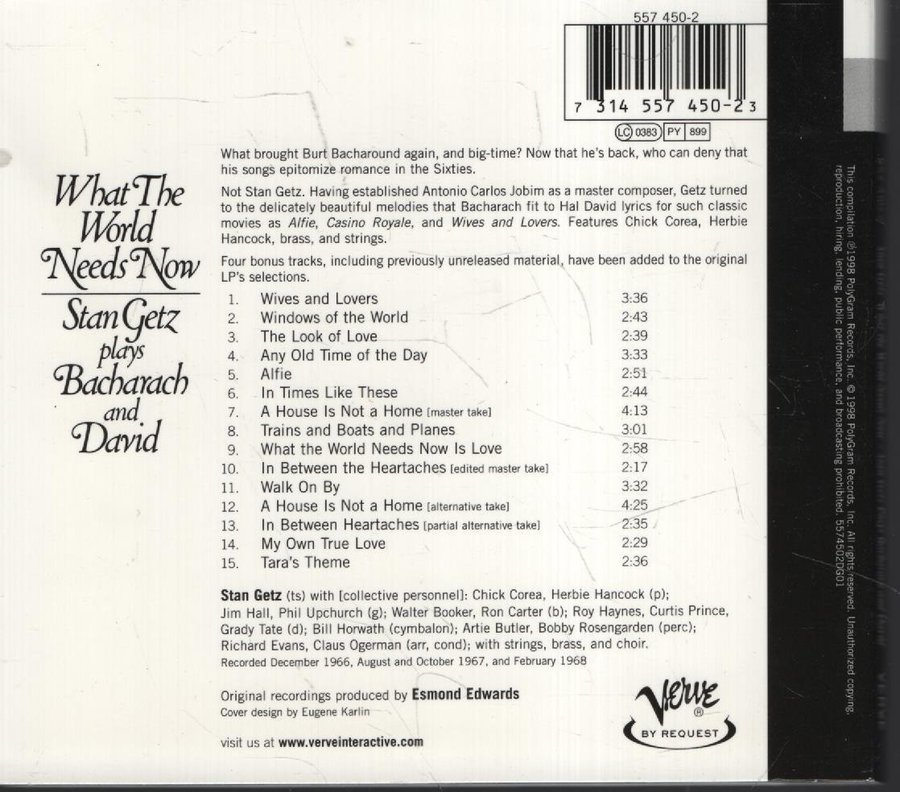 557 450-2
7 314 557 450-2 3
LC 0383 PY 899
What brought Burt Bacharound again, and big-time? Now that he's back, who can deny that
his songs epitomize romance in the Sixties.
Not Stan Getz. Having established Antonio Carlos Jobim as a master composer, Getz turned
to the delicately beautiful melodies that Bacharach fit to Hal David lyrics for such classic
movies as Alfie, Casino Royale, and Wives and Lovers. Features Chick Corea, Herbie
Hancock, brass, and strings.
Four bonus tracks, including previously unreleased material, have been added to the original
LP's selections.
What The
World
Needs Now
Stan Getz
plays
Bacharach
and
David
1. Wives and Lovers 3:36
2. Windows of the World 2:43
3. The Look of Love 2:39
4. Any Old Time of the Day 3:33
5. Alfie 2:51
6. In Times Like These 2:44
7. A House Is Not a Home [master take] 4:13
8. Trains and Boats and Planes 3:01
9. What the World Needs Now Is Love 2:58
10. In Between the Heartaches [edited master take] 2:17
11. Walk On By 3:32
12. A House Is Not a Home [alternative take] 4:25
13. In Between Heartaches [partial alternative take] 2:35
14. My Own True Love 2:29
15. Tara's Theme 2:36
Stan Getz (ts) with [collective personnel]: Chick Corea, Herbie Hancock (p);
Jim Hall, Phil Upchurch (g); Walter Booker, Ron Carter (b); Roy Haynes, Curtis Prince,
Grady Tate (d); Bill Horwath (cymbalon); Artie Butler, Bobby Rosengarden (perc);
Richard Evans, Claus Ogerman (arr, cond); with strings, brass, and choir.
Recorded December 1966, August and October 1967, and February 1968
Original recordings produced by Esmond Edwards
Cover design by Eugene Karlin
visit us at www.verveinteractive.com
Verve ®
BY REQUEST
This compilation ℗1998 PolyGram Records, Inc. ©1998 PolyGram Records, Inc. All rights reserved. Unauthorized copying,
reproduction, hiring, lending, public performance, and broadcasting prohibited. 5574502DG01